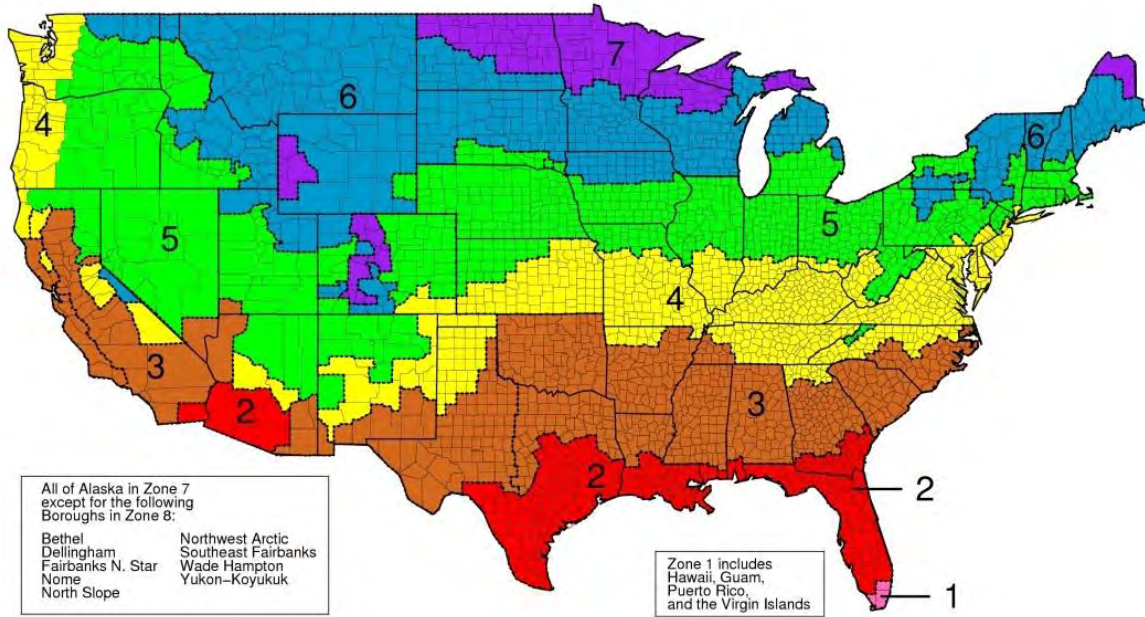 7
6
4
6
5
5
4
3
3
2
2
2
1
All of Alaska in Zone 7
except for the following
Boroughs in Zone 8:
Bethel
Dellingham
Fairbanks N. Star
Nome
North Slope
Northwest Arctic
Southeast Fairbanks
Wade Hampton
Yukon-Koyukuk
Zone 1 includes
Hawaii, Guam,
Puerto Rico,
and the Virgin Islands